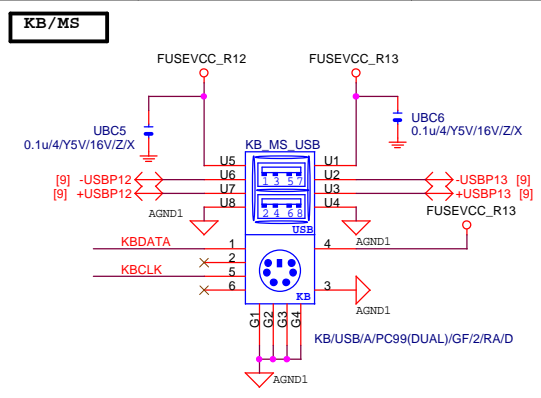 KB/MS
FUSEVCC_R12
FUSEVCC_R13
UBC5
0.1u/4/Y5V/16V/Z/X
UBC6
0.1u/4/Y5V/16V/Z/X
KB_MS_USB
U5
U1
[9] -USBP12
U6
1 3 5 7
U2
-USBP13 [9]
[9] +USBP12
U7
U3
+USBP13 [9]
AGND1
U8
2 4 6 8
U4
FUSEVCC_R13
USB
AGND1
KBDATA
1
4
2
KBCLK
5
6
3
KB
AGND1
G1
G2
G3
G4
KB/USB/A/PC99(DUAL)/GF/2/RA/D
AGND1